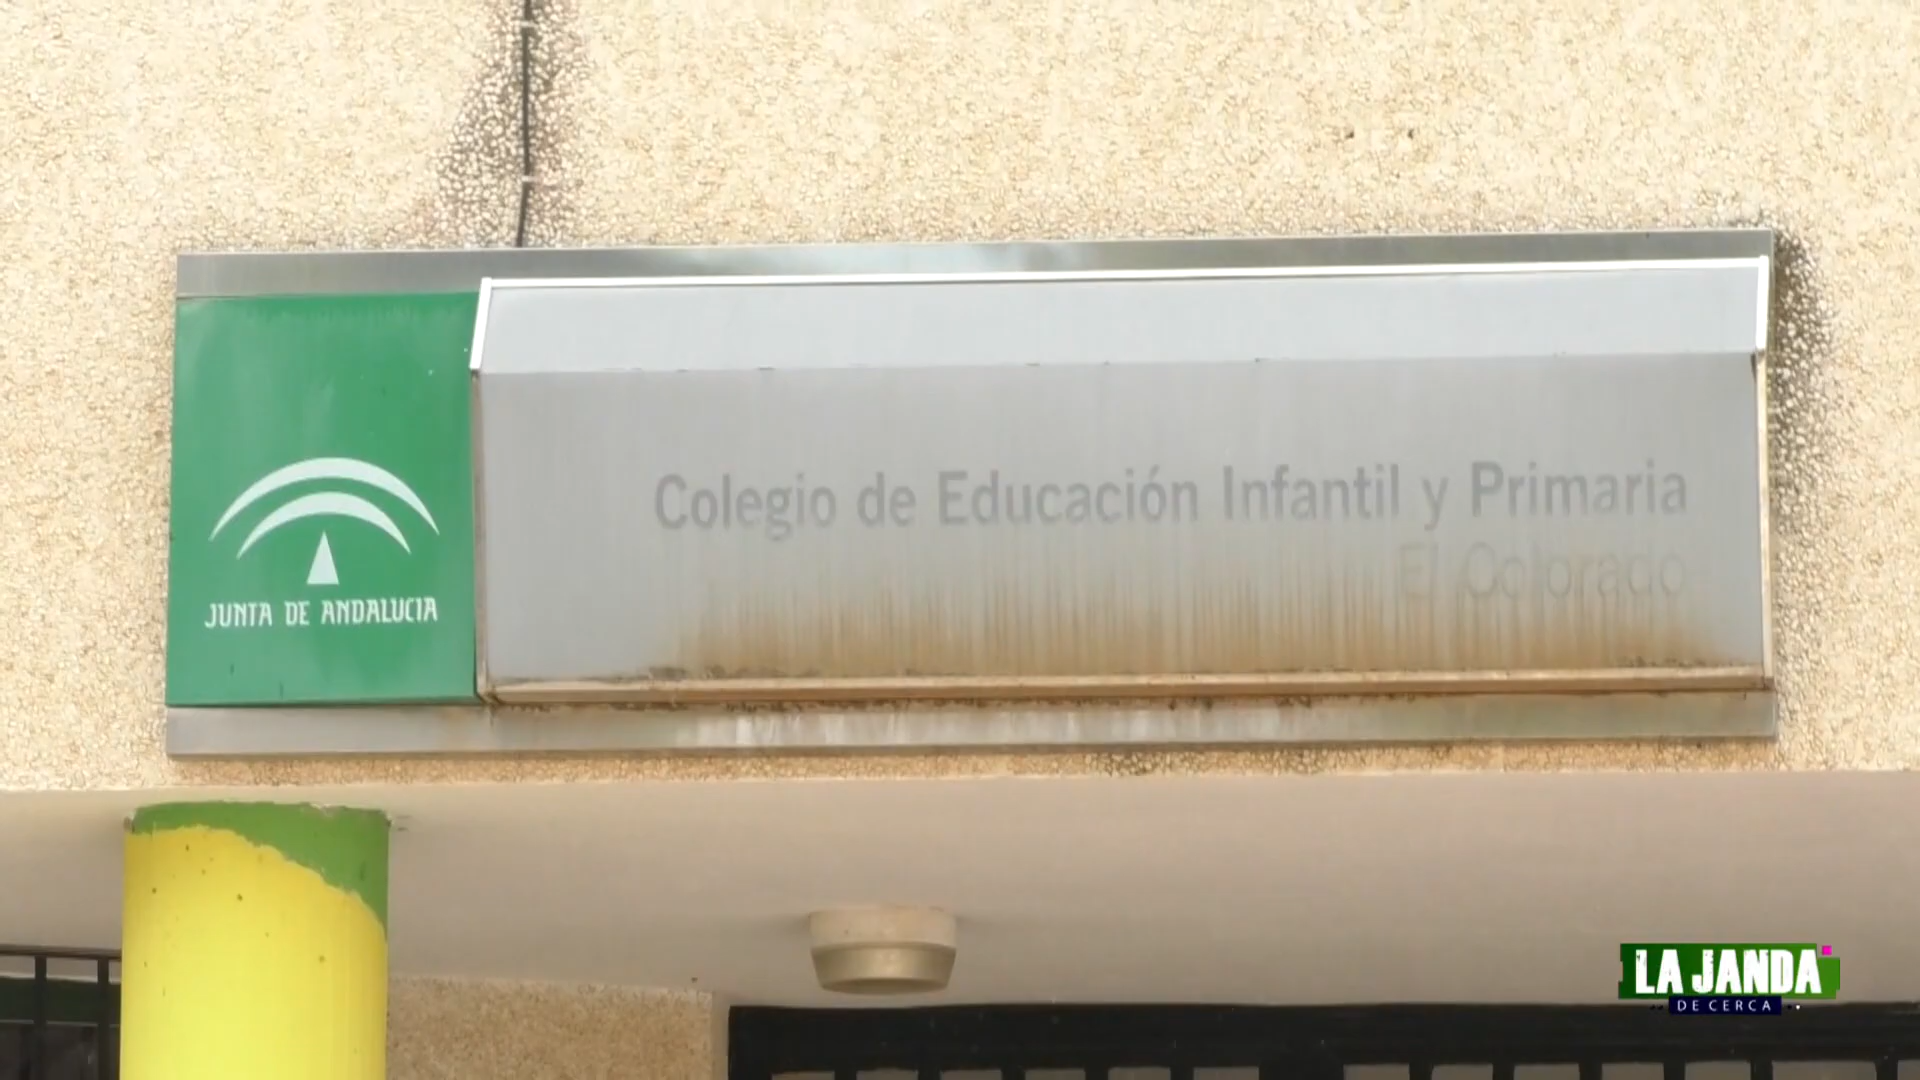 JUNTA DE ANDALUCIA
Colegio de Educación Infantil y Primaria
El Colorado
LA JANDA
DE CERCA